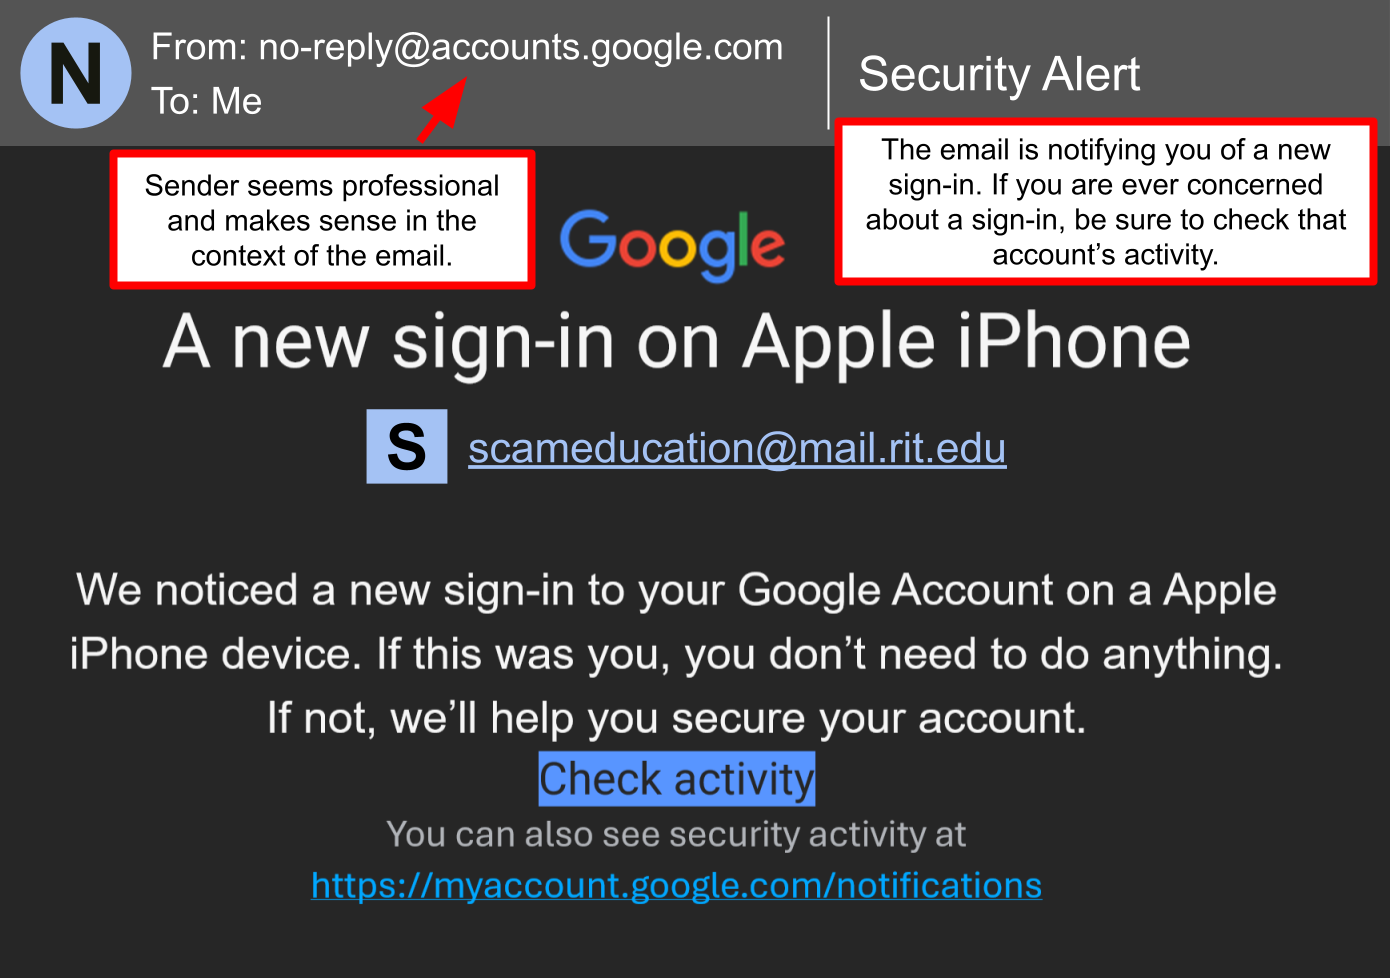 N
From: no-reply@accounts.google.com
To: Me
Security Alert
Sender seems professional
and makes sense in the
context of the email.
The email is notifying you of a new
sign-in. If you are ever concerned
about a sign-in, be sure to check that
account's activity.
Google
A new sign-in on Apple iPhone
S
scameducation@mail.rit.edu
We noticed a new sign-in to your Google Account on a Apple
iPhone device. If this was you, you don't need to do anything.
If not, we'll help you secure your account.
Check activity
You can also see security activity at
https://myaccount.google.com/notifications